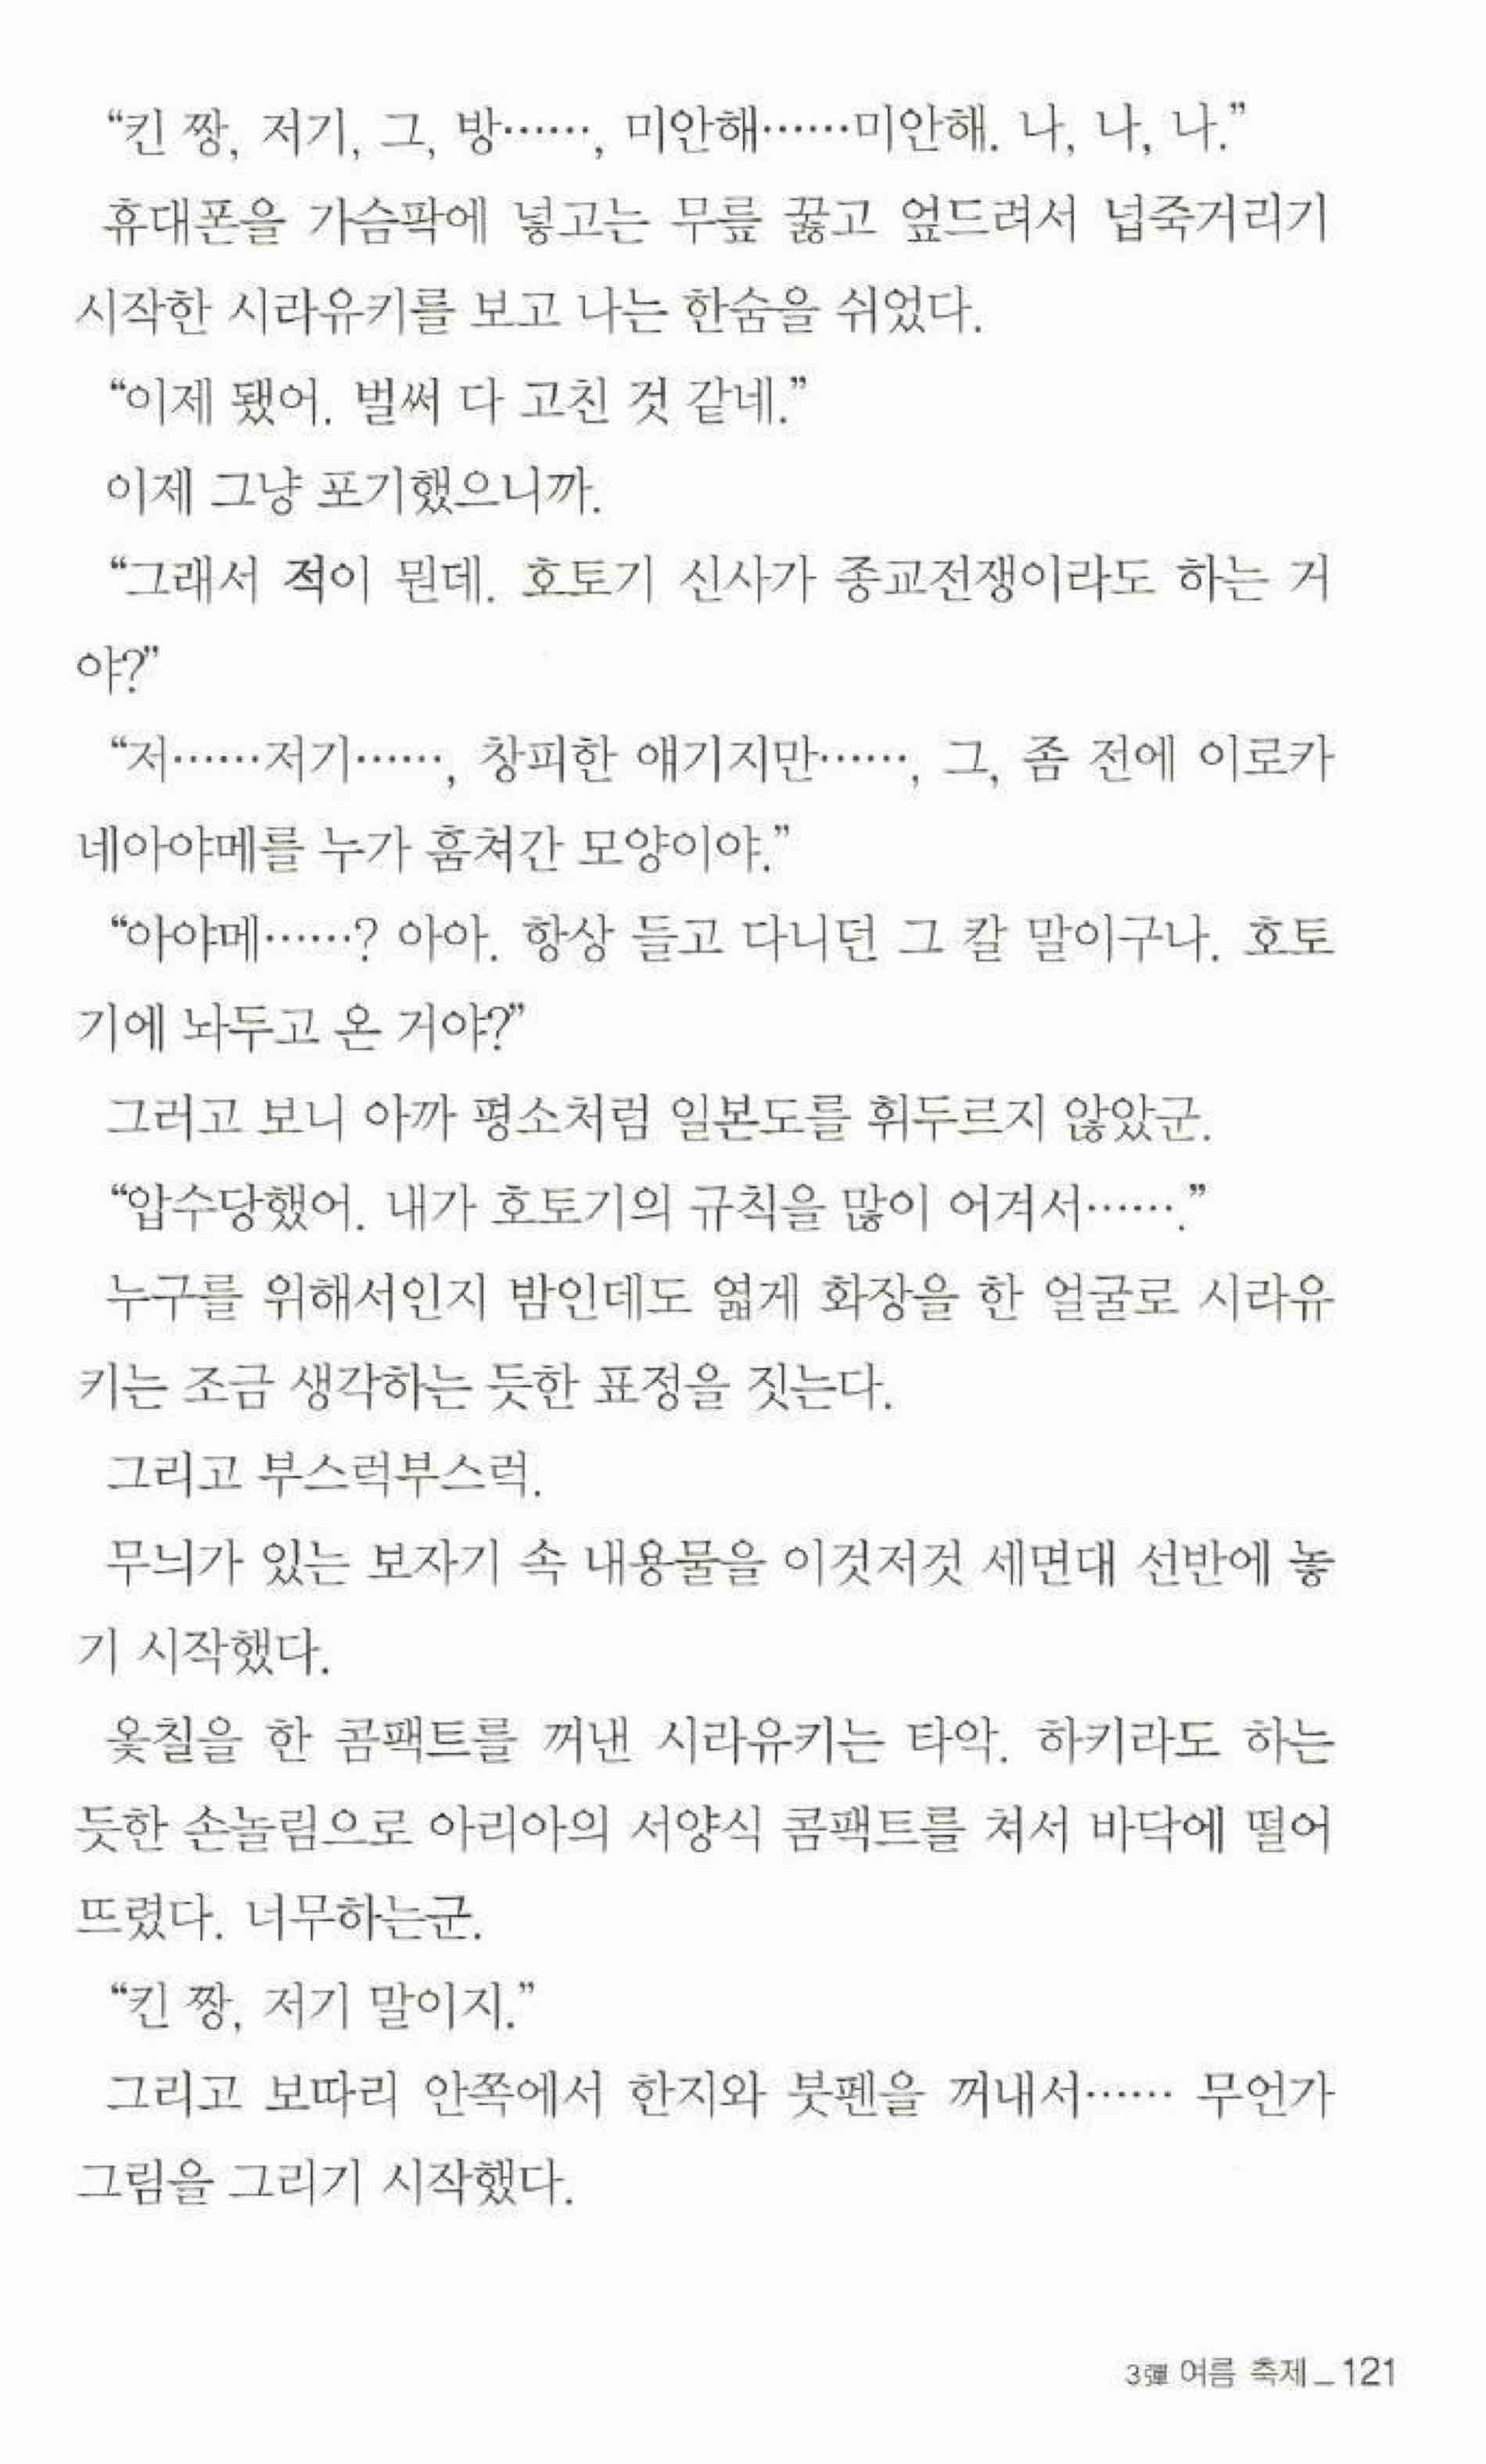 “킨 짱, 저기, 그, 방……, 미안해……미안해. 나, 나, 나.”
휴대폰을 가슴팍에 넣고는 무릎 꿇고 엎드려서 넙죽거리기
시작한 시라유키를 보고 나는 한숨을 쉬었다.
“이제 됐어. 벌써 다 고친 것 같네.”
이제 그냥 포기했으니까.
“그래서 적이 뭔데. 호토기 신사가 종교전쟁이라도 하는 거
야?”
“저……저기……, 창피한 얘기지만……, 그, 좀 전에 이로카
네아야메를 누가 훔쳐간 모양이야.”
“아야메……? 아아. 항상 들고 다니던 그 칼 말이구나. 호토
기에 놔두고 온 거야?”
그러고 보니 아까 평소처럼 일본도를 휘두르지 않았군.
“압수당했어. 내가 호토기의 규칙을 많이 어겨서…….”
누구를 위해서인지 밤인데도 엷게 화장을 한 얼굴로 시라유
키는 조금 생각하는 듯한 표정을 짓는다.
그리고 부스럭부스럭.
무늬가 있는 보자기 속 내용물을 이것저것 세면대 선반에 놓
기 시작했다.
옻칠을 한 콤팩트를 꺼낸 시라유키는 타악. 하키라도 하는
듯한 손놀림으로 아리아의 서양식 콤팩트를 쳐서 바닥에 떨어
뜨렸다. 너무하는군.
“킨 짱, 저기 말이지.”
그리고 보따리 안쪽에서 한지와 붓펜을 꺼내서…… 무언가
그림을 그리기 시작했다.
3彈 여름 축제_121